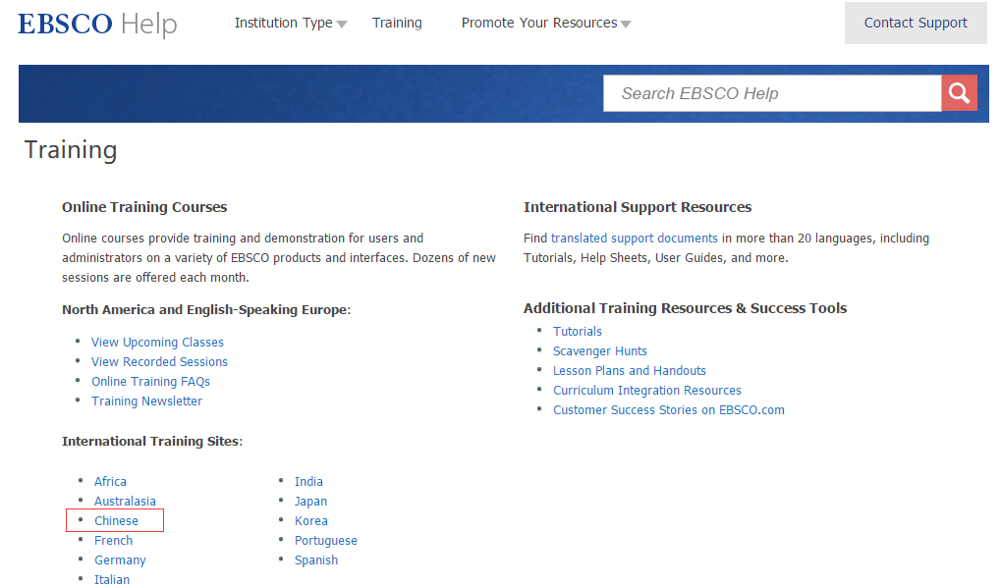 EBSCO Help
Institution Type
Training
Promote Your Resources
Contact Support
Search EBSCO Help
Training
Online Training Courses
Online courses provide training and demonstration for users and
administrators on a variety of EBSCO products and interfaces. Dozens of new
sessions are offered each month.
North America and English-Speaking Europe:
View Upcoming Classes
View Recorded Sessions
Online Training FAQs
Training Newsletter
International Training Sites:
Africa
Australasia
Chinese
French
Germany
Italian
India
Japan
Korea
Portuguese
Spanish
International Support Resources
Find translated support documents in more than 20 languages, including
Tutorials, Help Sheets, User Guides, and more.
Additional Training Resources & Success Tools
Tutorials
Scavenger Hunts
Lesson Plans and Handouts
Curriculum Integration Resources
Customer Success Stories on EBSCO.com